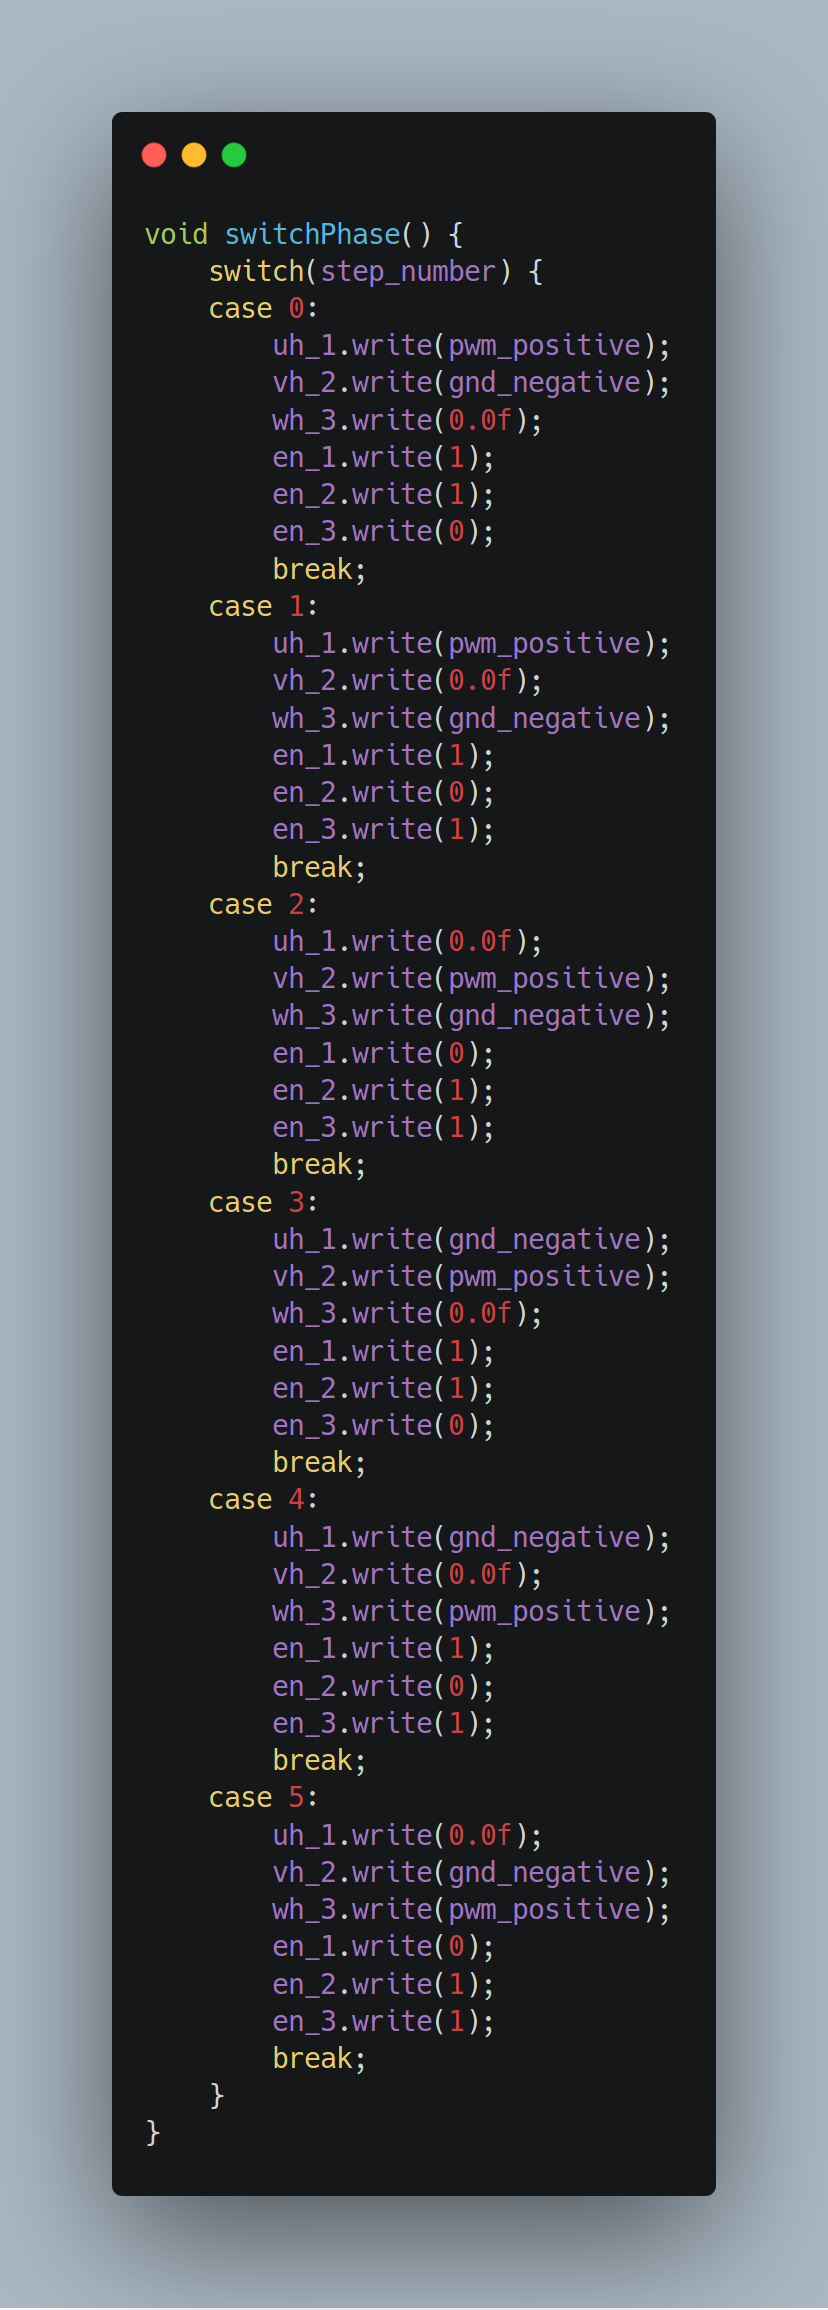 void switchPhase() {
    switch(step_number) {
    case 0:
        uh_1.write(pwm_positive);
        vh_2.write(gnd_negative);
        wh_3.write(0.0f);
        en_1.write(1);
        en_2.write(1);
        en_3.write(0);
        break;
    case 1:
        uh_1.write(pwm_positive);
        vh_2.write(0.0f);
        wh_3.write(gnd_negative);
        en_1.write(1);
        en_2.write(0);
        en_3.write(1);
        break;
    case 2:
        uh_1.write(0.0f);
        vh_2.write(pwm_positive);
        wh_3.write(gnd_negative);
        en_1.write(0);
        en_2.write(1);
        en_3.write(1);
        break;
    case 3:
        uh_1.write(gnd_negative);
        vh_2.write(pwm_positive);
        wh_3.write(0.0f);
        en_1.write(1);
        en_2.write(1);
        en_3.write(0);
        break;
    case 4:
        uh_1.write(gnd_negative);
        vh_2.write(0.0f);
        wh_3.write(pwm_positive);
        en_1.write(1);
        en_2.write(0);
        en_3.write(1);
        break;
    case 5:
        uh_1.write(0.0f);
        vh_2.write(gnd_negative);
        wh_3.write(pwm_positive);
        en_1.write(0);
        en_2.write(1);
        en_3.write(1);
        break;
    }
}